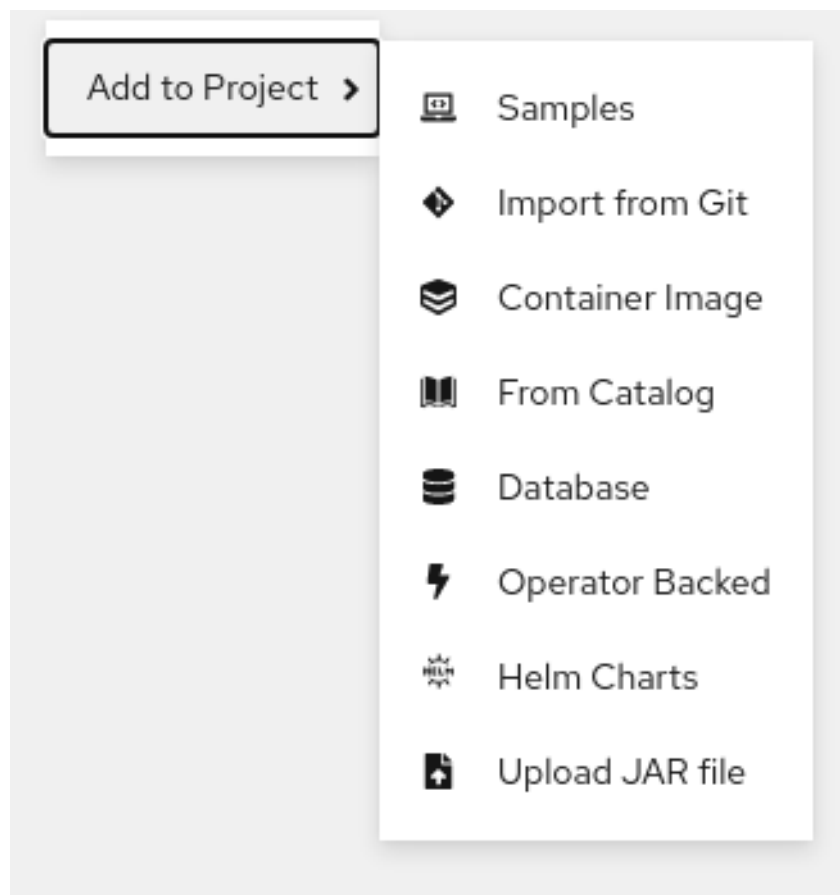 Add to Project
Samples
Import from Git
Container Image
From Catalog
Database
Operator Backed
HELM
Helm Charts
Upload JAR file